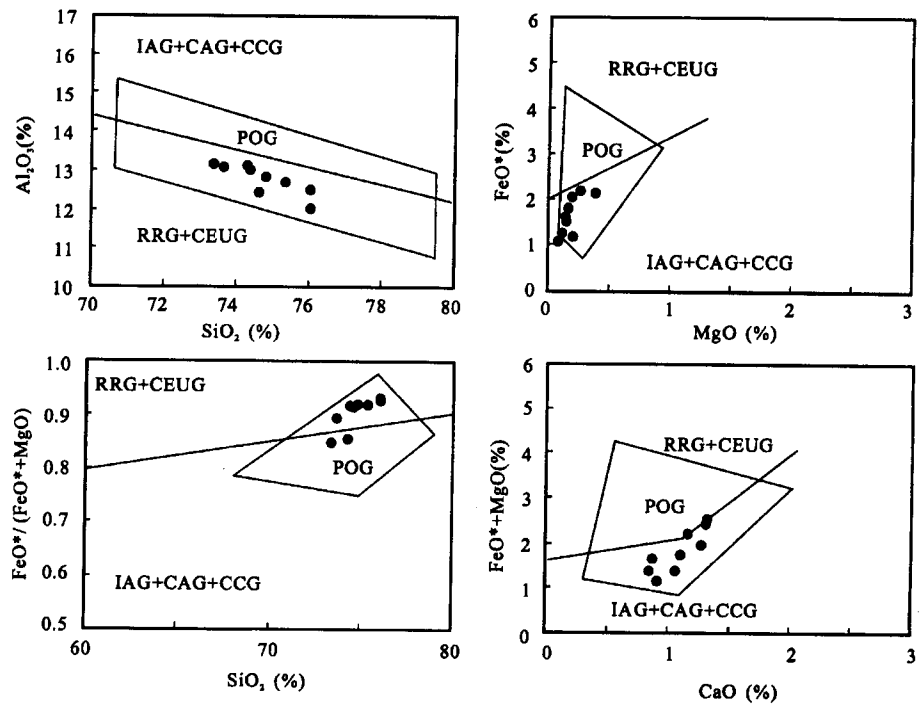 17
16
15
14
13
12
11
10
Al₂O₃(%)
IAG+CAG+CCG
POG
RRG+CEUG
70 72 74 76 78 80
SiO₂ (%)
6
5
4
3
2
1
0
FeO*(%)
RRG+CEUG
POG
IAG+CAG+CCG
0 1 2 3
MgO (%)
1.0
0.9
0.8
0.7
0.6
0.5
FeO*/(FeO*+MgO)
RRG+CEUG
POG
IAG+CAG+CCG
60 70 80
SiO₂ (%)
6
5
4
3
2
1
0
FeO*+MgO(%)
RRG+CEUG
POG
IAG+CAG+CCG
0 1 2 3
CaO (%)